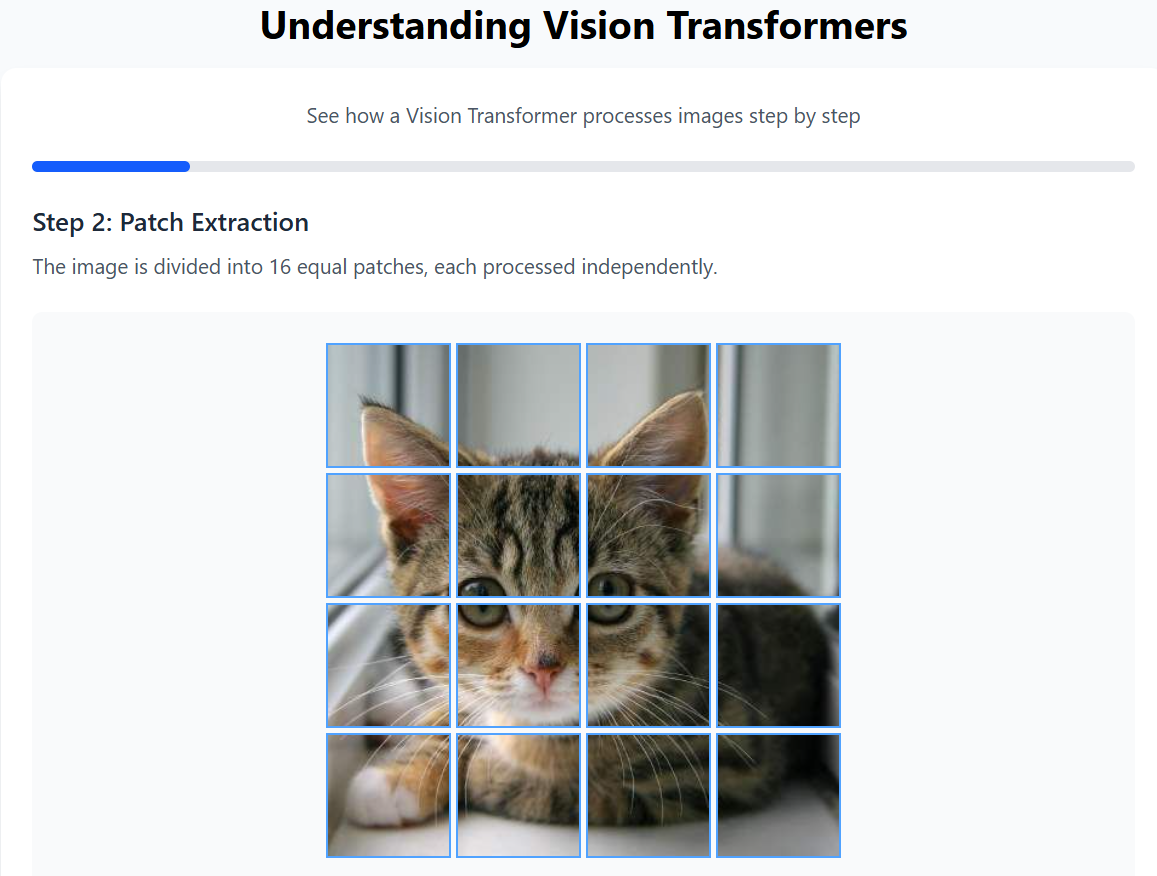 Understanding Vision Transformers
See how a Vision Transformer processes images step by step
Step 2: Patch Extraction
The image is divided into 16 equal patches, each processed independently.